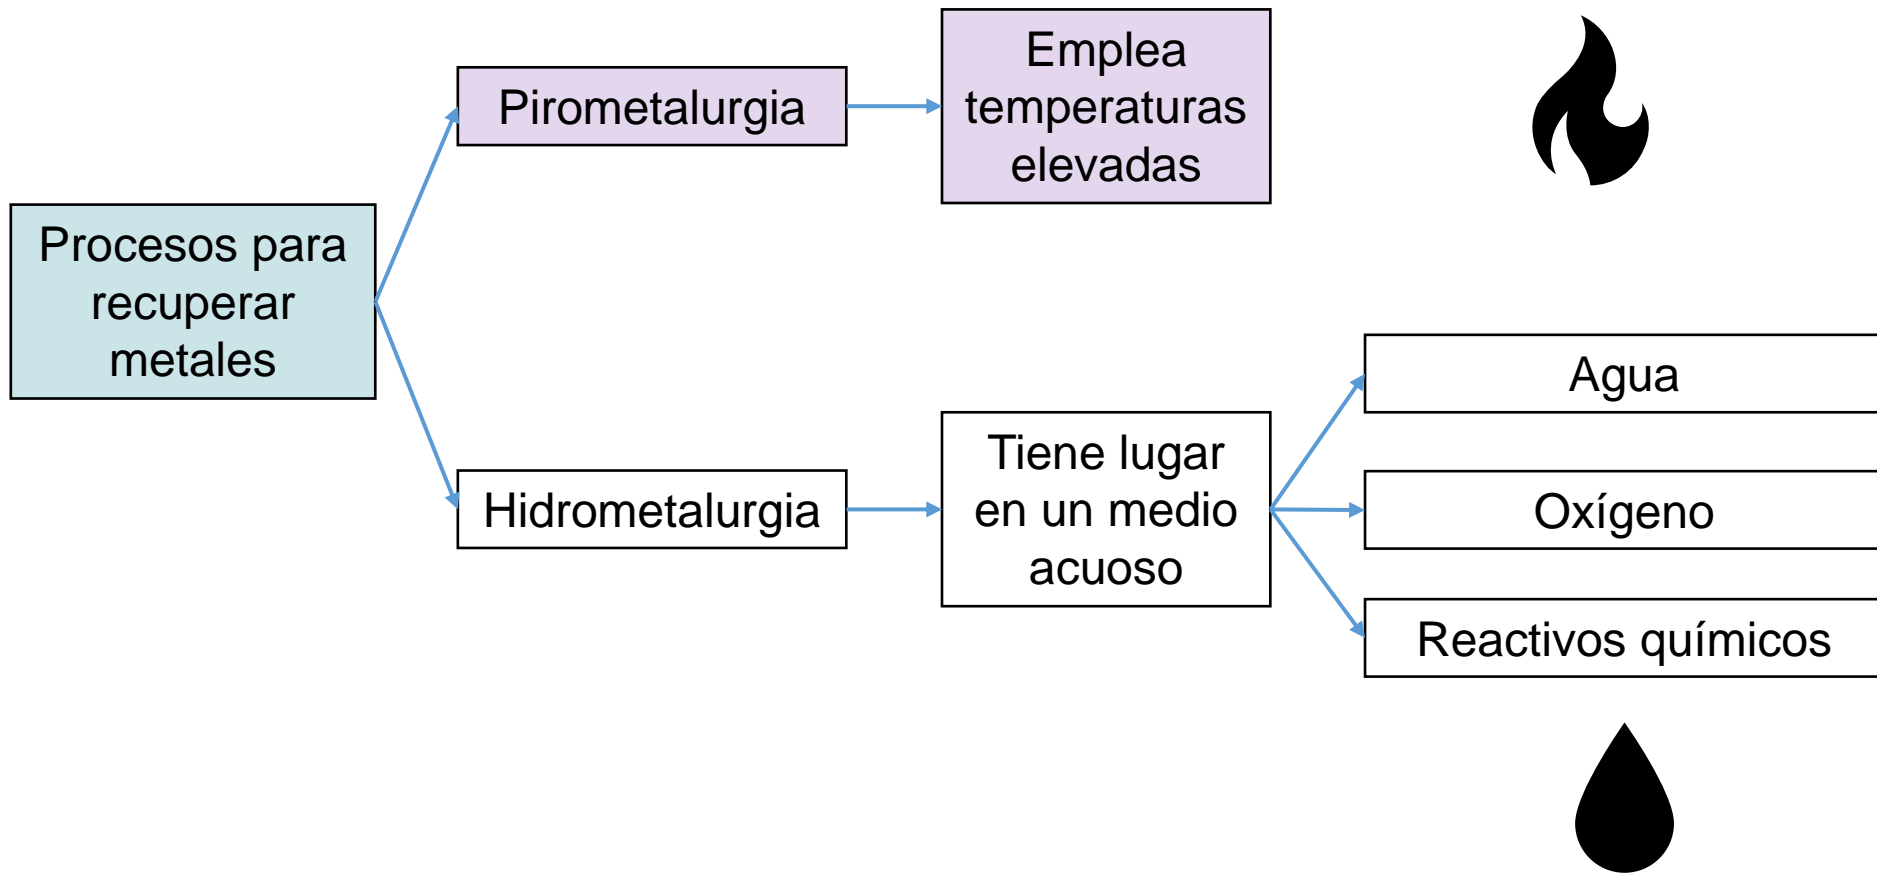 Procesos para
recuperar
metales
Pirometalurgia
Emplea
temperaturas
elevadas
Hidrometalurgia
Tiene lugar
en un medio
acuoso
Agua
Oxígeno
Reactivos químicos